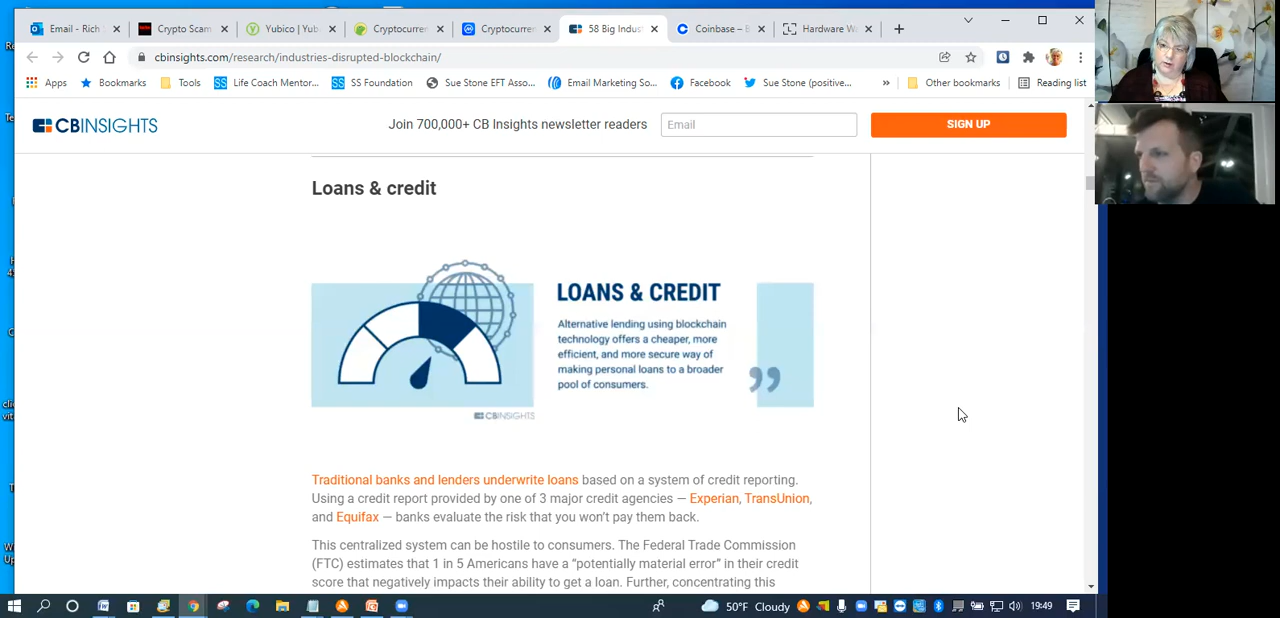 Email - Rich S
Crypto Scam
Yubico | Yub
Cryptocurren
Cryptocurren
58 Big Indus
Coinbase – B
Hardware Wa
cbinsights.com/research/industries-disrupted-blockchain/
Apps
Bookmarks
Tools
Life Coach Mentor...
SS Foundation
Sue Stone EFT Asso...
Email Marketing So...
Facebook
Sue Stone (positive...
»
Other bookmarks
Reading list
CBINSIGHTS
Join 700,000+ CB Insights newsletter readers
Email
SIGN UP
Loans & credit
LOANS & CREDIT
Alternative lending using blockchain
technology offers a cheaper, more
efficient, and more secure way of
making personal loans to a broader
pool of consumers.
”
CBINSIGHTS
Traditional banks and lenders underwrite loans based on a system of credit reporting.
Using a credit report provided by one of 3 major credit agencies — Experian, TransUnion,
and Equifax — banks evaluate the risk that you won’t pay them back.
This centralized system can be hostile to consumers. The Federal Trade Commission
(FTC) estimates that 1 in 5 Americans have a “potentially material error” in their credit
score that negatively impacts their ability to get a loan. Further, concentrating this
50°F Cloudy
19:49